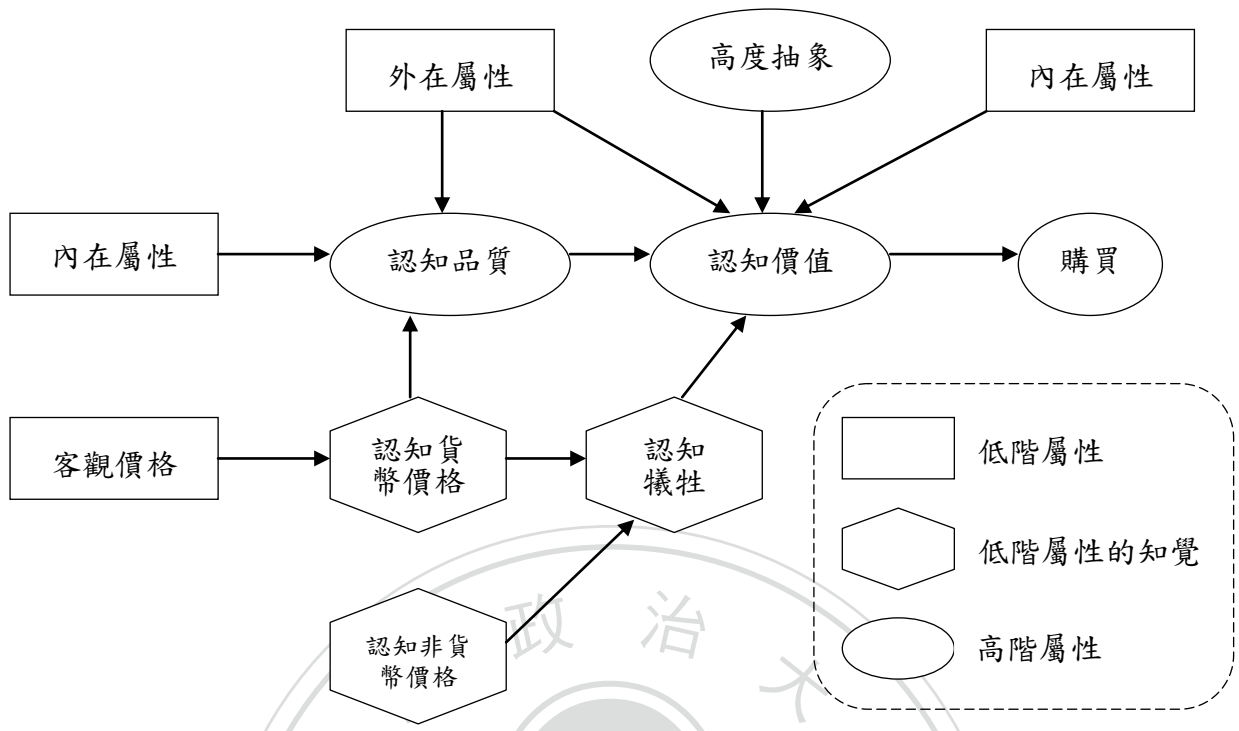 外在屬性
高度抽象
內在屬性
內在屬性
認知品質
認知價值
購買
客觀價格
認知貨
幣價格
認知
犧牲
認知非貨
幣價格
低階屬性
低階屬性的知覺
高階屬性
政治大